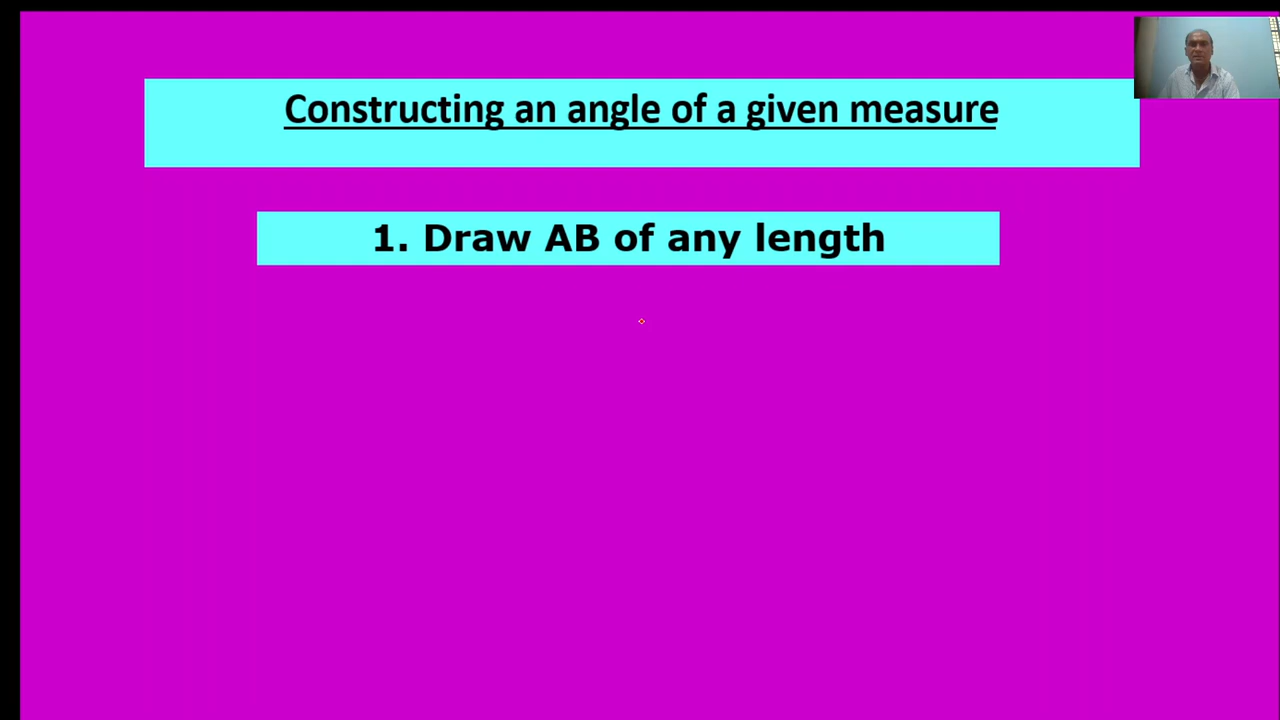 Constructing an angle of a given measure
1. Draw AB of any length